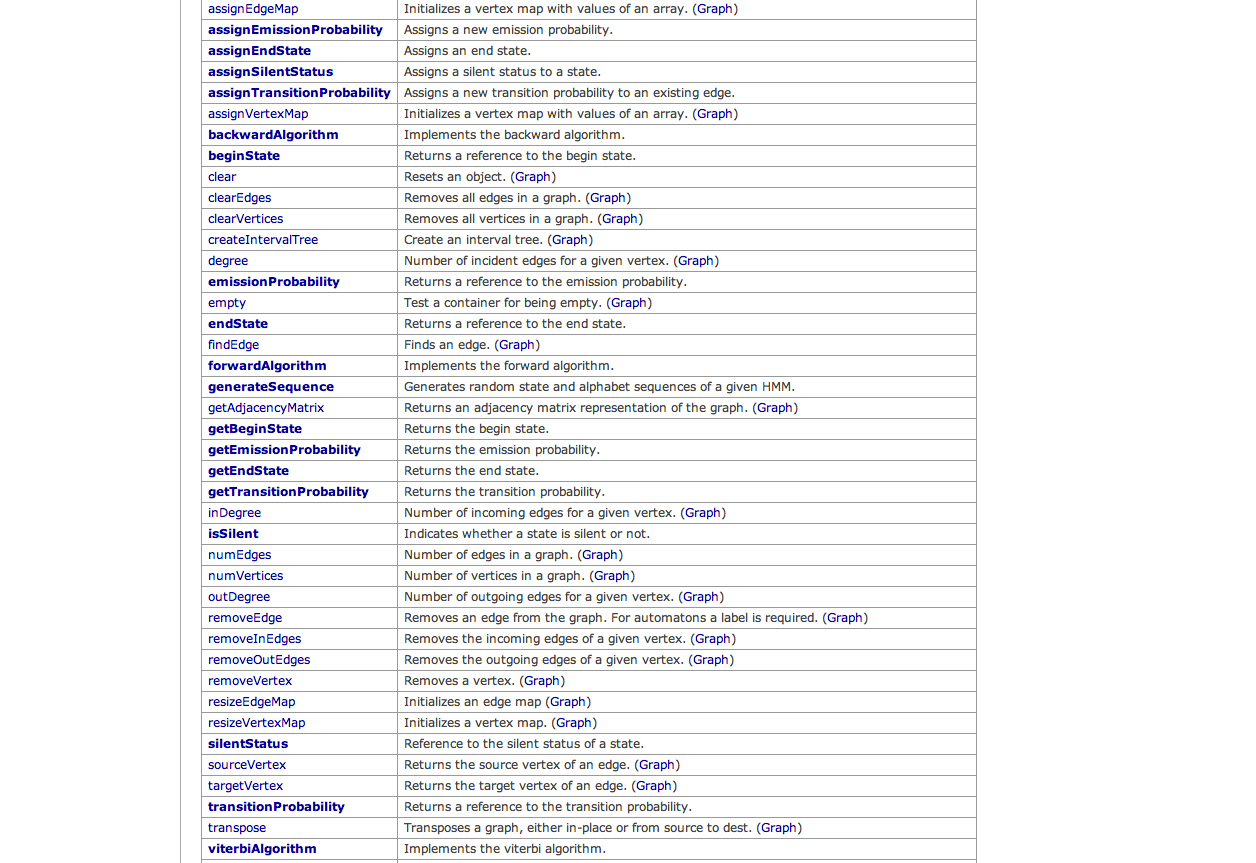 assignEdgeMap Initializes a vertex map with values of an array. (Graph)
assignEmissionProbability Assigns a new emission probability.
assignEndState Assigns an end state.
assignSilentStatus Assigns a silent status to a state.
assignTransitionProbability Assigns a new transition probability to an existing edge.
assignVertexMap Initializes a vertex map with values of an array. (Graph)
backwardAlgorithm Implements the backward algorithm.
beginState Returns a reference to the begin state.
clear Resets an object. (Graph)
clearEdges Removes all edges in a graph. (Graph)
clearVertices Removes all vertices in a graph. (Graph)
createIntervalTree Create an interval tree. (Graph)
degree Number of incident edges for a given vertex. (Graph)
emissionProbability Returns a reference to the emission probability.
empty Test a container for being empty. (Graph)
endState Returns a reference to the end state.
findEdge Finds an edge. (Graph)
forwardAlgorithm Implements the forward algorithm.
generateSequence Generates random state and alphabet sequences of a given HMM.
getAdjacencyMatrix Returns an adjacency matrix representation of the graph. (Graph)
getBeginState Returns the begin state.
getEmissionProbability Returns the emission probability.
getEndState Returns the end state.
getTransitionProbability Returns the transition probability.
inDegree Number of incoming edges for a given vertex. (Graph)
isSilent Indicates whether a state is silent or not.
numEdges Number of edges in a graph. (Graph)
numVertices Number of vertices in a graph. (Graph)
outDegree Number of outgoing edges for a given vertex. (Graph)
removeEdge Removes an edge from the graph. For automatons a label is required. (Graph)
removeInEdges Removes the incoming edges of a given vertex. (Graph)
removeOutEdges Removes the outgoing edges of a given vertex. (Graph)
removeVertex Removes a vertex. (Graph)
resizeEdgeMap Initializes an edge map (Graph)
resizeVertexMap Initializes a vertex map. (Graph)
silentStatus Reference to the silent status of a state.
sourceVertex Returns the source vertex of an edge. (Graph)
targetVertex Returns the target vertex of an edge. (Graph)
transitionProbability Returns a reference to the transition probability.
transpose Transposes a graph, either in-place or from source to dest. (Graph)
viterbiAlgorithm Implements the viterbi algorithm.